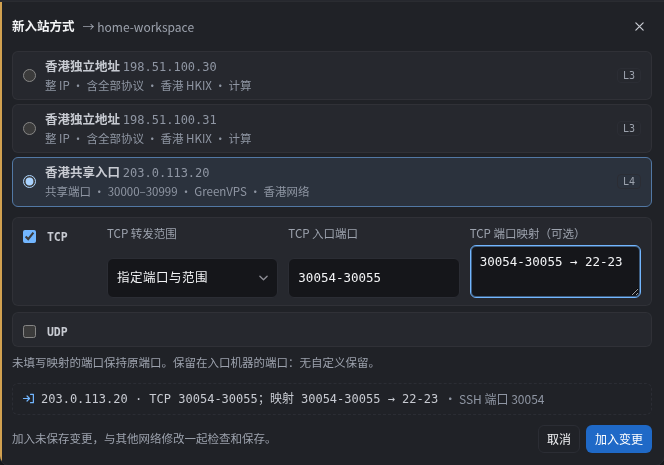 新入站方式 → home-workspace ×
香港独立地址 198.51.100.30
整 IP · 含全部协议 · 香港 HKIX · 计算
L3
香港独立地址 198.51.100.31
整 IP · 含全部协议 · 香港 HKIX · 计算
L3
香港共享入口 203.0.113.20
共享端口 · 30000–30999 · GreenVPS · 香港网络
L4
TCP
TCP 转发范围
指定端口与范围
TCP 入口端口
30054-30055
TCP 端口映射（可选）
30054-30055 → 22-23
UDP
未填写映射的端口保持原端口。保留在入口机器的端口：无自定义保留。
203.0.113.20 · TCP 30054-30055；映射 30054-30055 → 22-23 · SSH 端口 30054
加入未保存变更，与其他网络修改一起检查和保存。
取消
加入变更